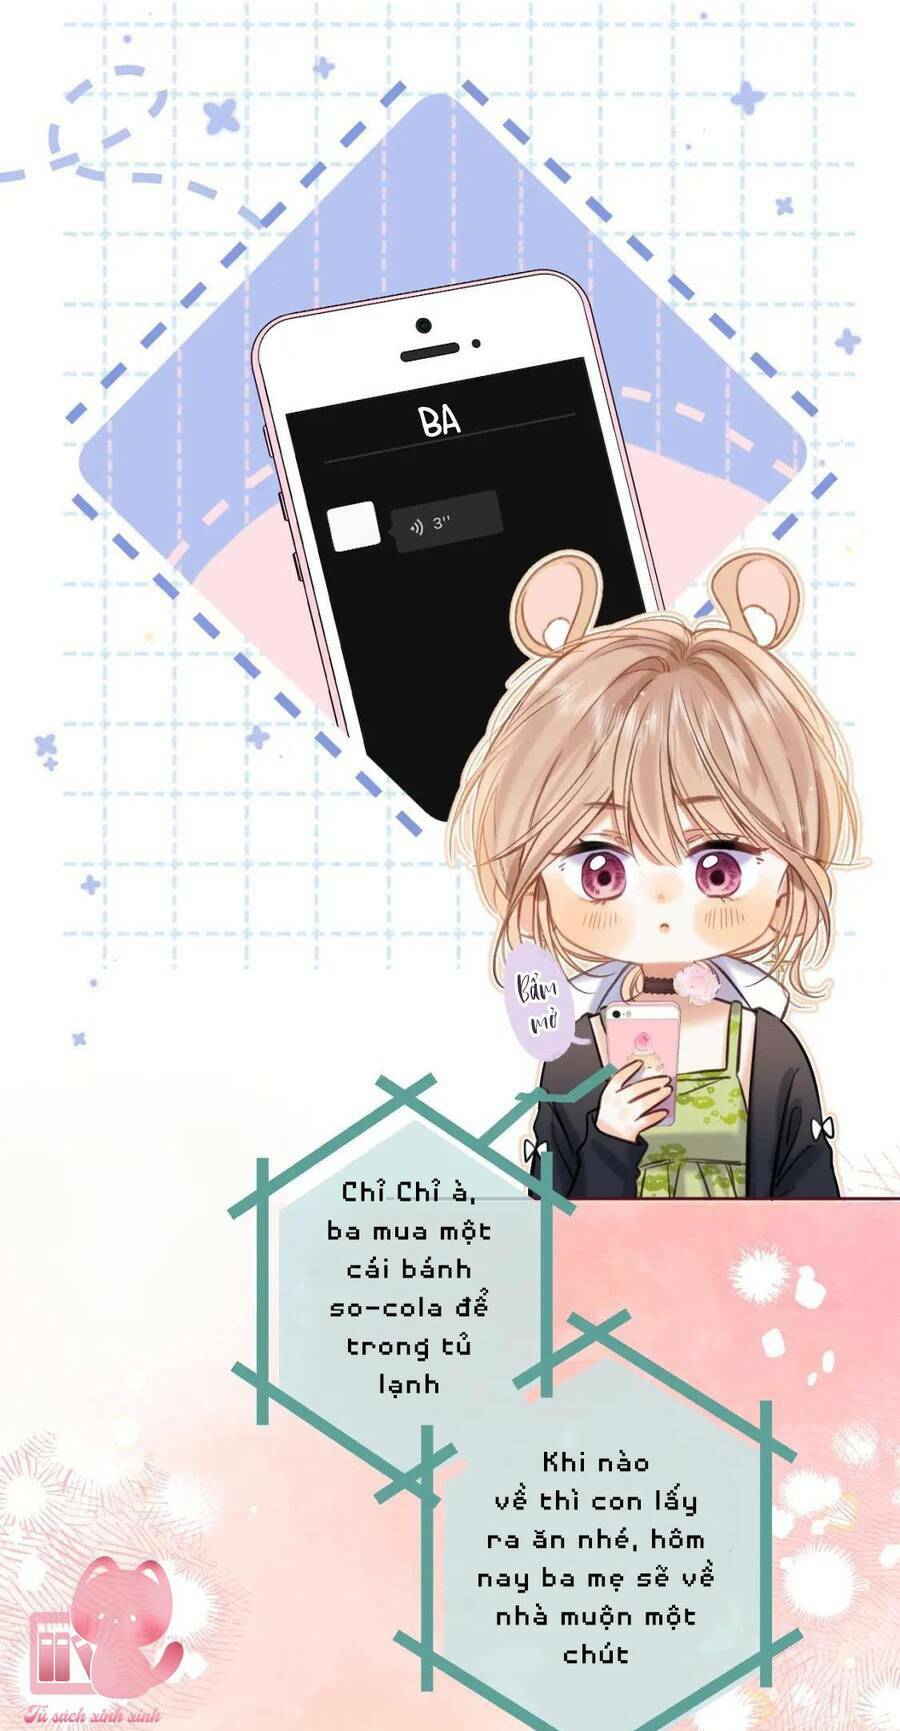 BA
3''
Bấm
mở
Chỉ Chỉ à,
ba mua một
cái bánh
so-cola để
trong tủ
lạnh
Khi nào
về thì con lấy
ra ăn nhé, hôm
nay ba mẹ sẽ về
nhà muộn một
chút
Tủ sách xinh xinh